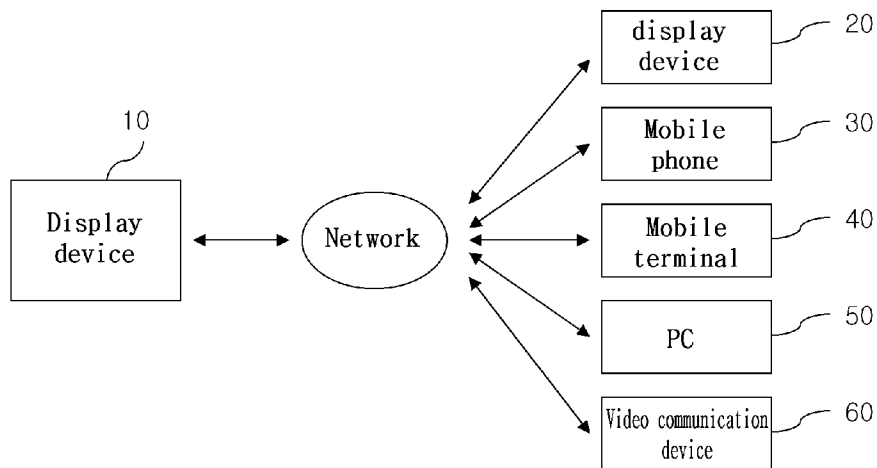 10
Display
device
Network
display
device
20
Mobile
phone
30
Mobile
terminal
40
PC
50
Video communication
device
60